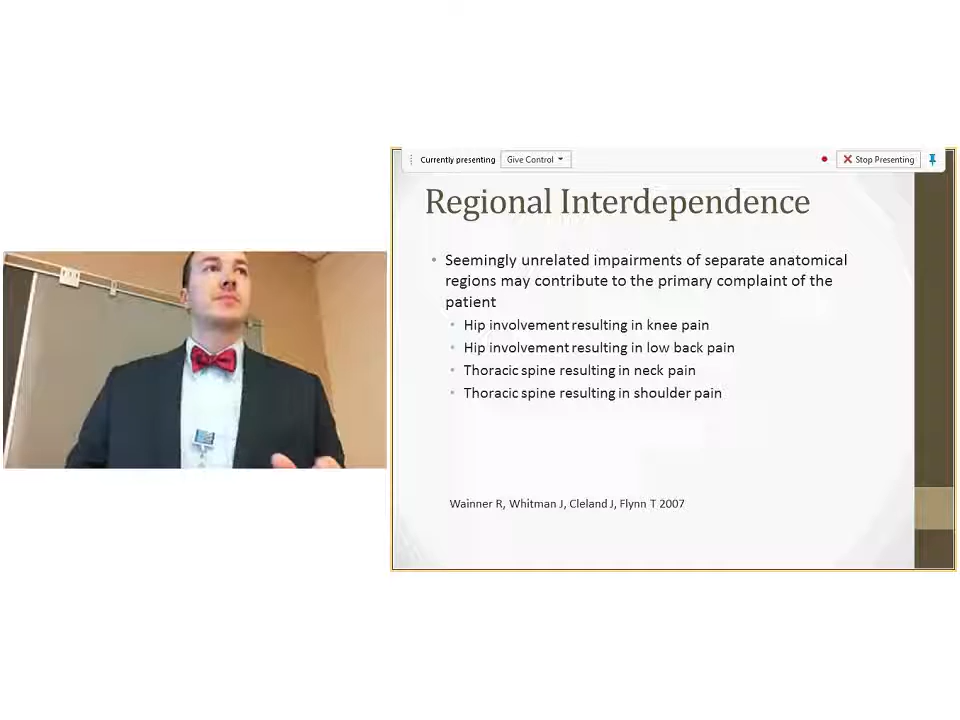 Currently presenting Give Control Stop Presenting
Regional Interdependence
Seemingly unrelated impairments of separate anatomical
regions may contribute to the primary complaint of the
patient
Hip involvement resulting in knee pain
Hip involvement resulting in low back pain
Thoracic spine resulting in neck pain
Thoracic spine resulting in shoulder pain
Wainner R, Whitman J, Cleland J, Flynn T 2007